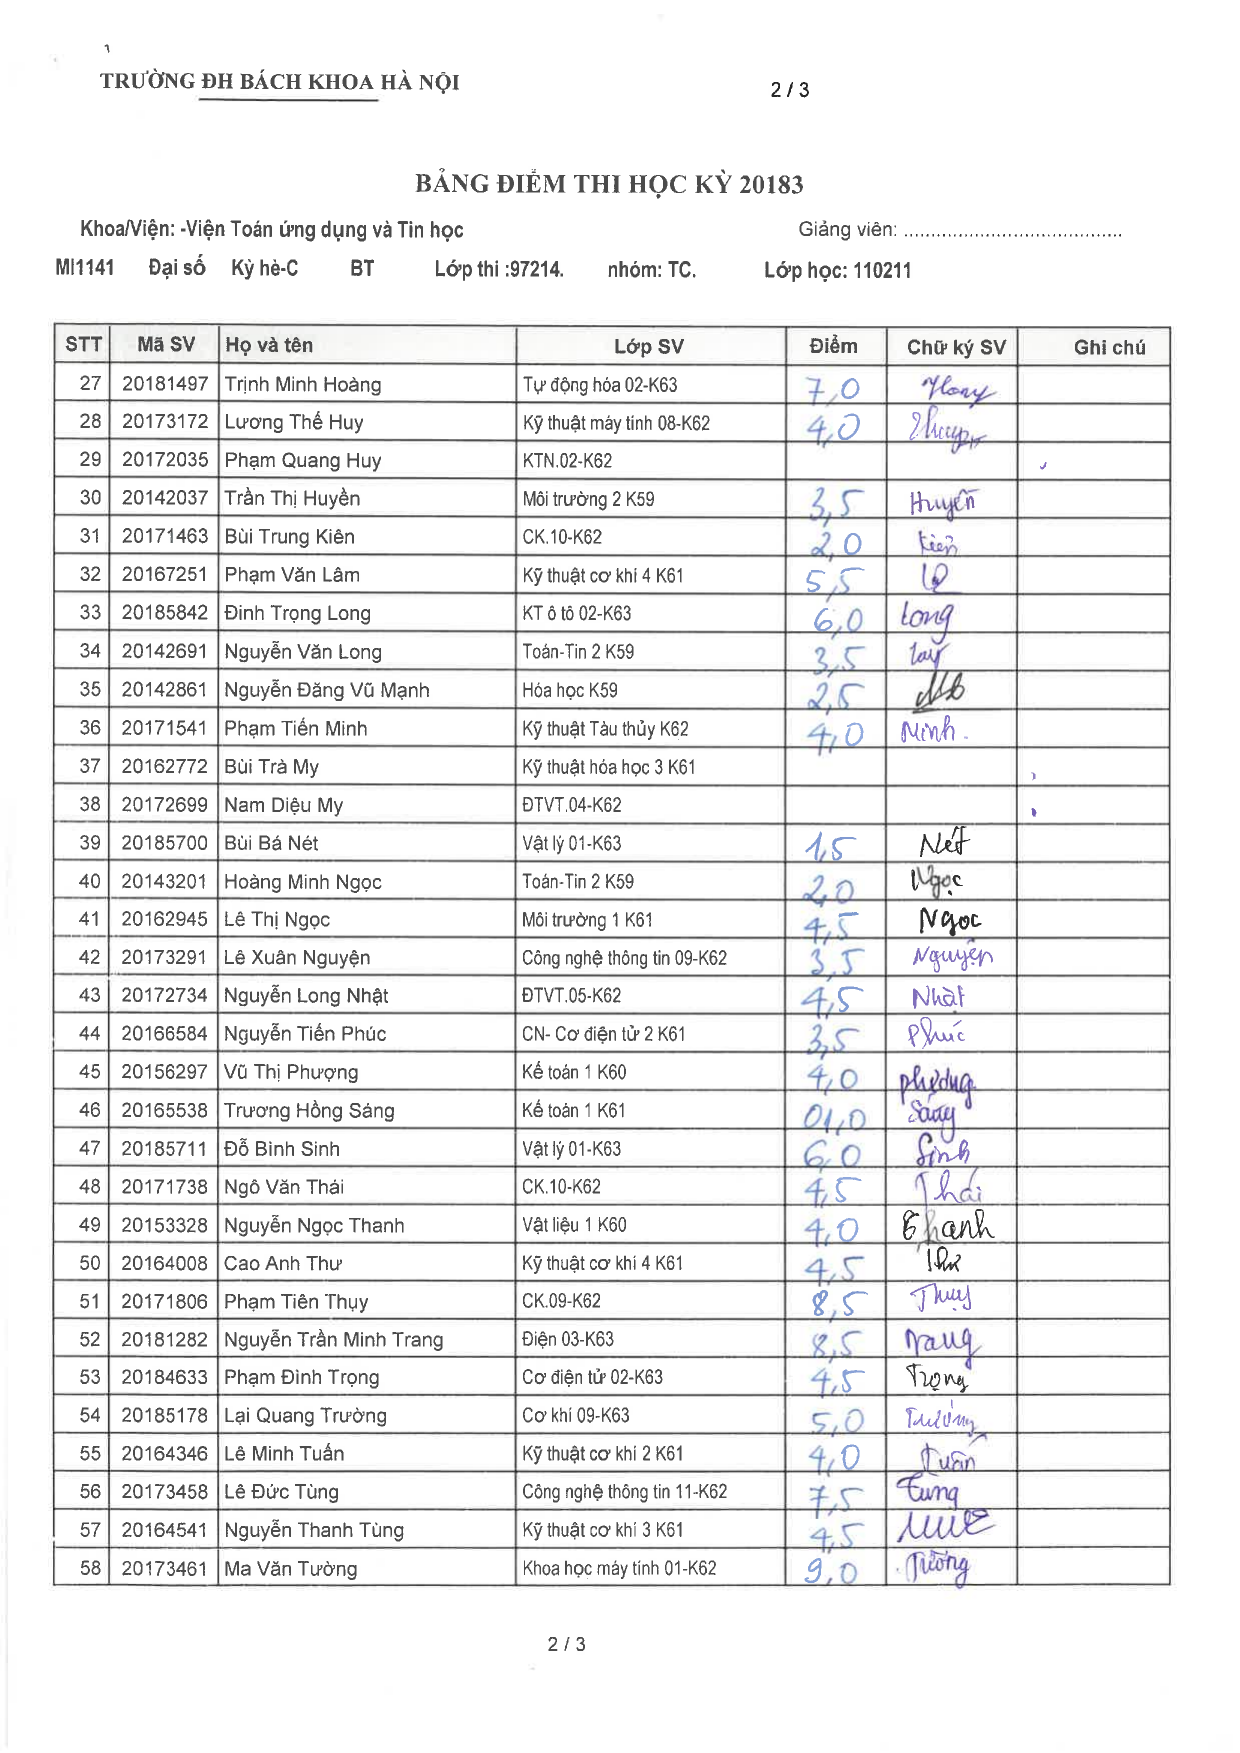 TRƯỜNG ĐH BÁCH KHOA HÀ NỘI
2 / 3
BẢNG ĐIỂM THI HỌC KỲ 20183
Khoa/Viện: -Viện Toán ứng dụng và Tin học Giảng viên: ........................................
MI1141 Đại số Kỳ hè-C BT Lớp thi :97214. nhóm: TC. Lớp học: 110211
STT Mã SV Họ và tên Lớp SV Điểm Chữ ký SV Ghi chú
27 20181497 Trịnh Minh Hoàng Tự động hóa 02-K63 7,0
28 20173172 Lương Thế Huy Kỹ thuật máy tính 08-K62 4,0
29 20172035 Phạm Quang Huy KTN.02-K62
30 20142037 Trần Thị Huyền Môi trường 2 K59 3,5 Huyền
31 20171463 Bùi Trung Kiên CK.10-K62 2,0 Kiên
32 20167251 Phạm Văn Lâm Kỹ thuật cơ khí 4 K61 5,5
33 20185842 Đinh Trọng Long KT ô tô 02-K63 6,0 Long
34 20142691 Nguyễn Văn Long Toán-Tin 2 K59 3,5
35 20142861 Nguyễn Đăng Vũ Mạnh Hóa học K59 2,5
36 20171541 Phạm Tiến Minh Kỹ thuật Tàu thủy K62 4,0 Minh.
37 20162772 Bùi Trà My Kỹ thuật hóa học 3 K61
38 20172699 Nam Diệu My ĐTVT.04-K62
39 20185700 Bùi Bá Nét Vật lý 01-K63 1,5 Nét
40 20143201 Hoàng Minh Ngọc Toán-Tin 2 K59 2,0 Ngọc
41 20162945 Lê Thị Ngọc Môi trường 1 K61 4,5 Ngọc
42 20173291 Lê Xuân Nguyện Công nghệ thông tin 09-K62 3,5 Nguyện
43 20172734 Nguyễn Long Nhật ĐTVT.05-K62 4,5 Nhật
44 20166584 Nguyễn Tiến Phúc CN- Cơ điện tử 2 K61 3,5 Phúc
45 20156297 Vũ Thị Phượng Kế toán 1 K60 4,0 phượng
46 20165538 Trương Hồng Sáng Kế toán 1 K61 01,0 Sáng
47 20185711 Đỗ Bình Sinh Vật lý 01-K63 6,0 Sinh
48 20171738 Ngô Văn Thái CK.10-K62 4,5 Thái
49 20153328 Nguyễn Ngọc Thanh Vật liệu 1 K60 4,0 Thanh
50 20164008 Cao Anh Thư Kỹ thuật cơ khí 4 K61 4,5 Thư
51 20171806 Phạm Tiên Thụy CK.09-K62 8,5 Thụy
52 20181282 Nguyễn Trần Minh Trang Điện 03-K63 8,5 Trang
53 20184633 Phạm Đình Trọng Cơ điện tử 02-K63 4,5 Trọng
54 20185178 Lại Quang Trường Cơ khí 09-K63 5,0 Trường
55 20164346 Lê Minh Tuấn Kỹ thuật cơ khí 2 K61 4,0 Tuấn
56 20173458 Lê Đức Tùng Công nghệ thông tin 11-K62 7,5 Tùng
57 20164541 Nguyễn Thanh Tùng Kỹ thuật cơ khí 3 K61 4,5
58 20173461 Ma Văn Tường Khoa học máy tính 01-K62 9,0 Tường
2 / 3